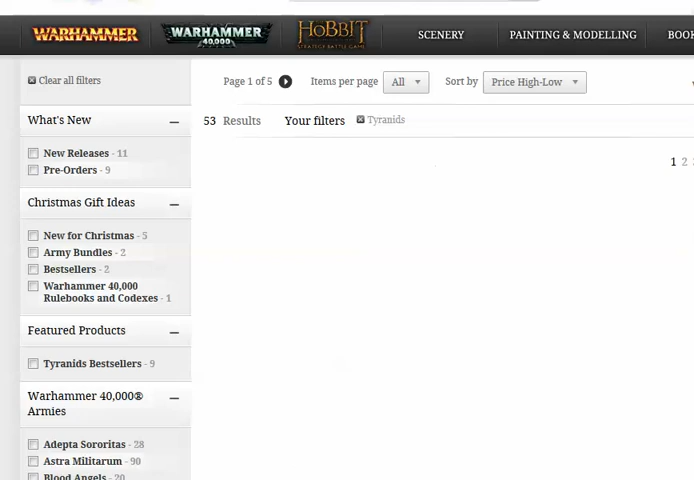 WARHAMMER
WARHAMMER 40,000
THE HOBBIT
STRATEGY BATTLE GAME
SCENERY
PAINTING & MODELLING
BOOK
Clear all filters
Page 1 of 5
Items per page
All
Sort by
Price High-Low
What's New
53 Results
Your filters
Tyranids
New Releases - 11
Pre-Orders - 9
1 2
Christmas Gift Ideas
New for Christmas - 5
Army Bundles - 2
Bestsellers - 2
Warhammer 40,000
Rulebooks and Codexes - 1
Featured Products
Tyranids Bestsellers - 9
Warhammer 40,000®
Armies
Adepta Sororitas - 28
Astra Militarum - 90
Blood Angels - 20